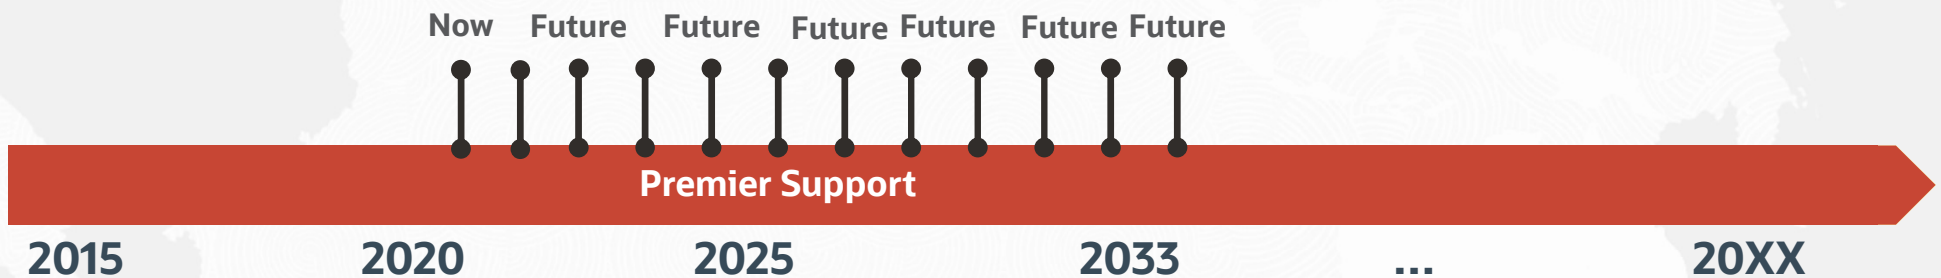 Now Future Future Future Future Future Future
Premier Support
2015 2020 2025 2033 ... 20XX